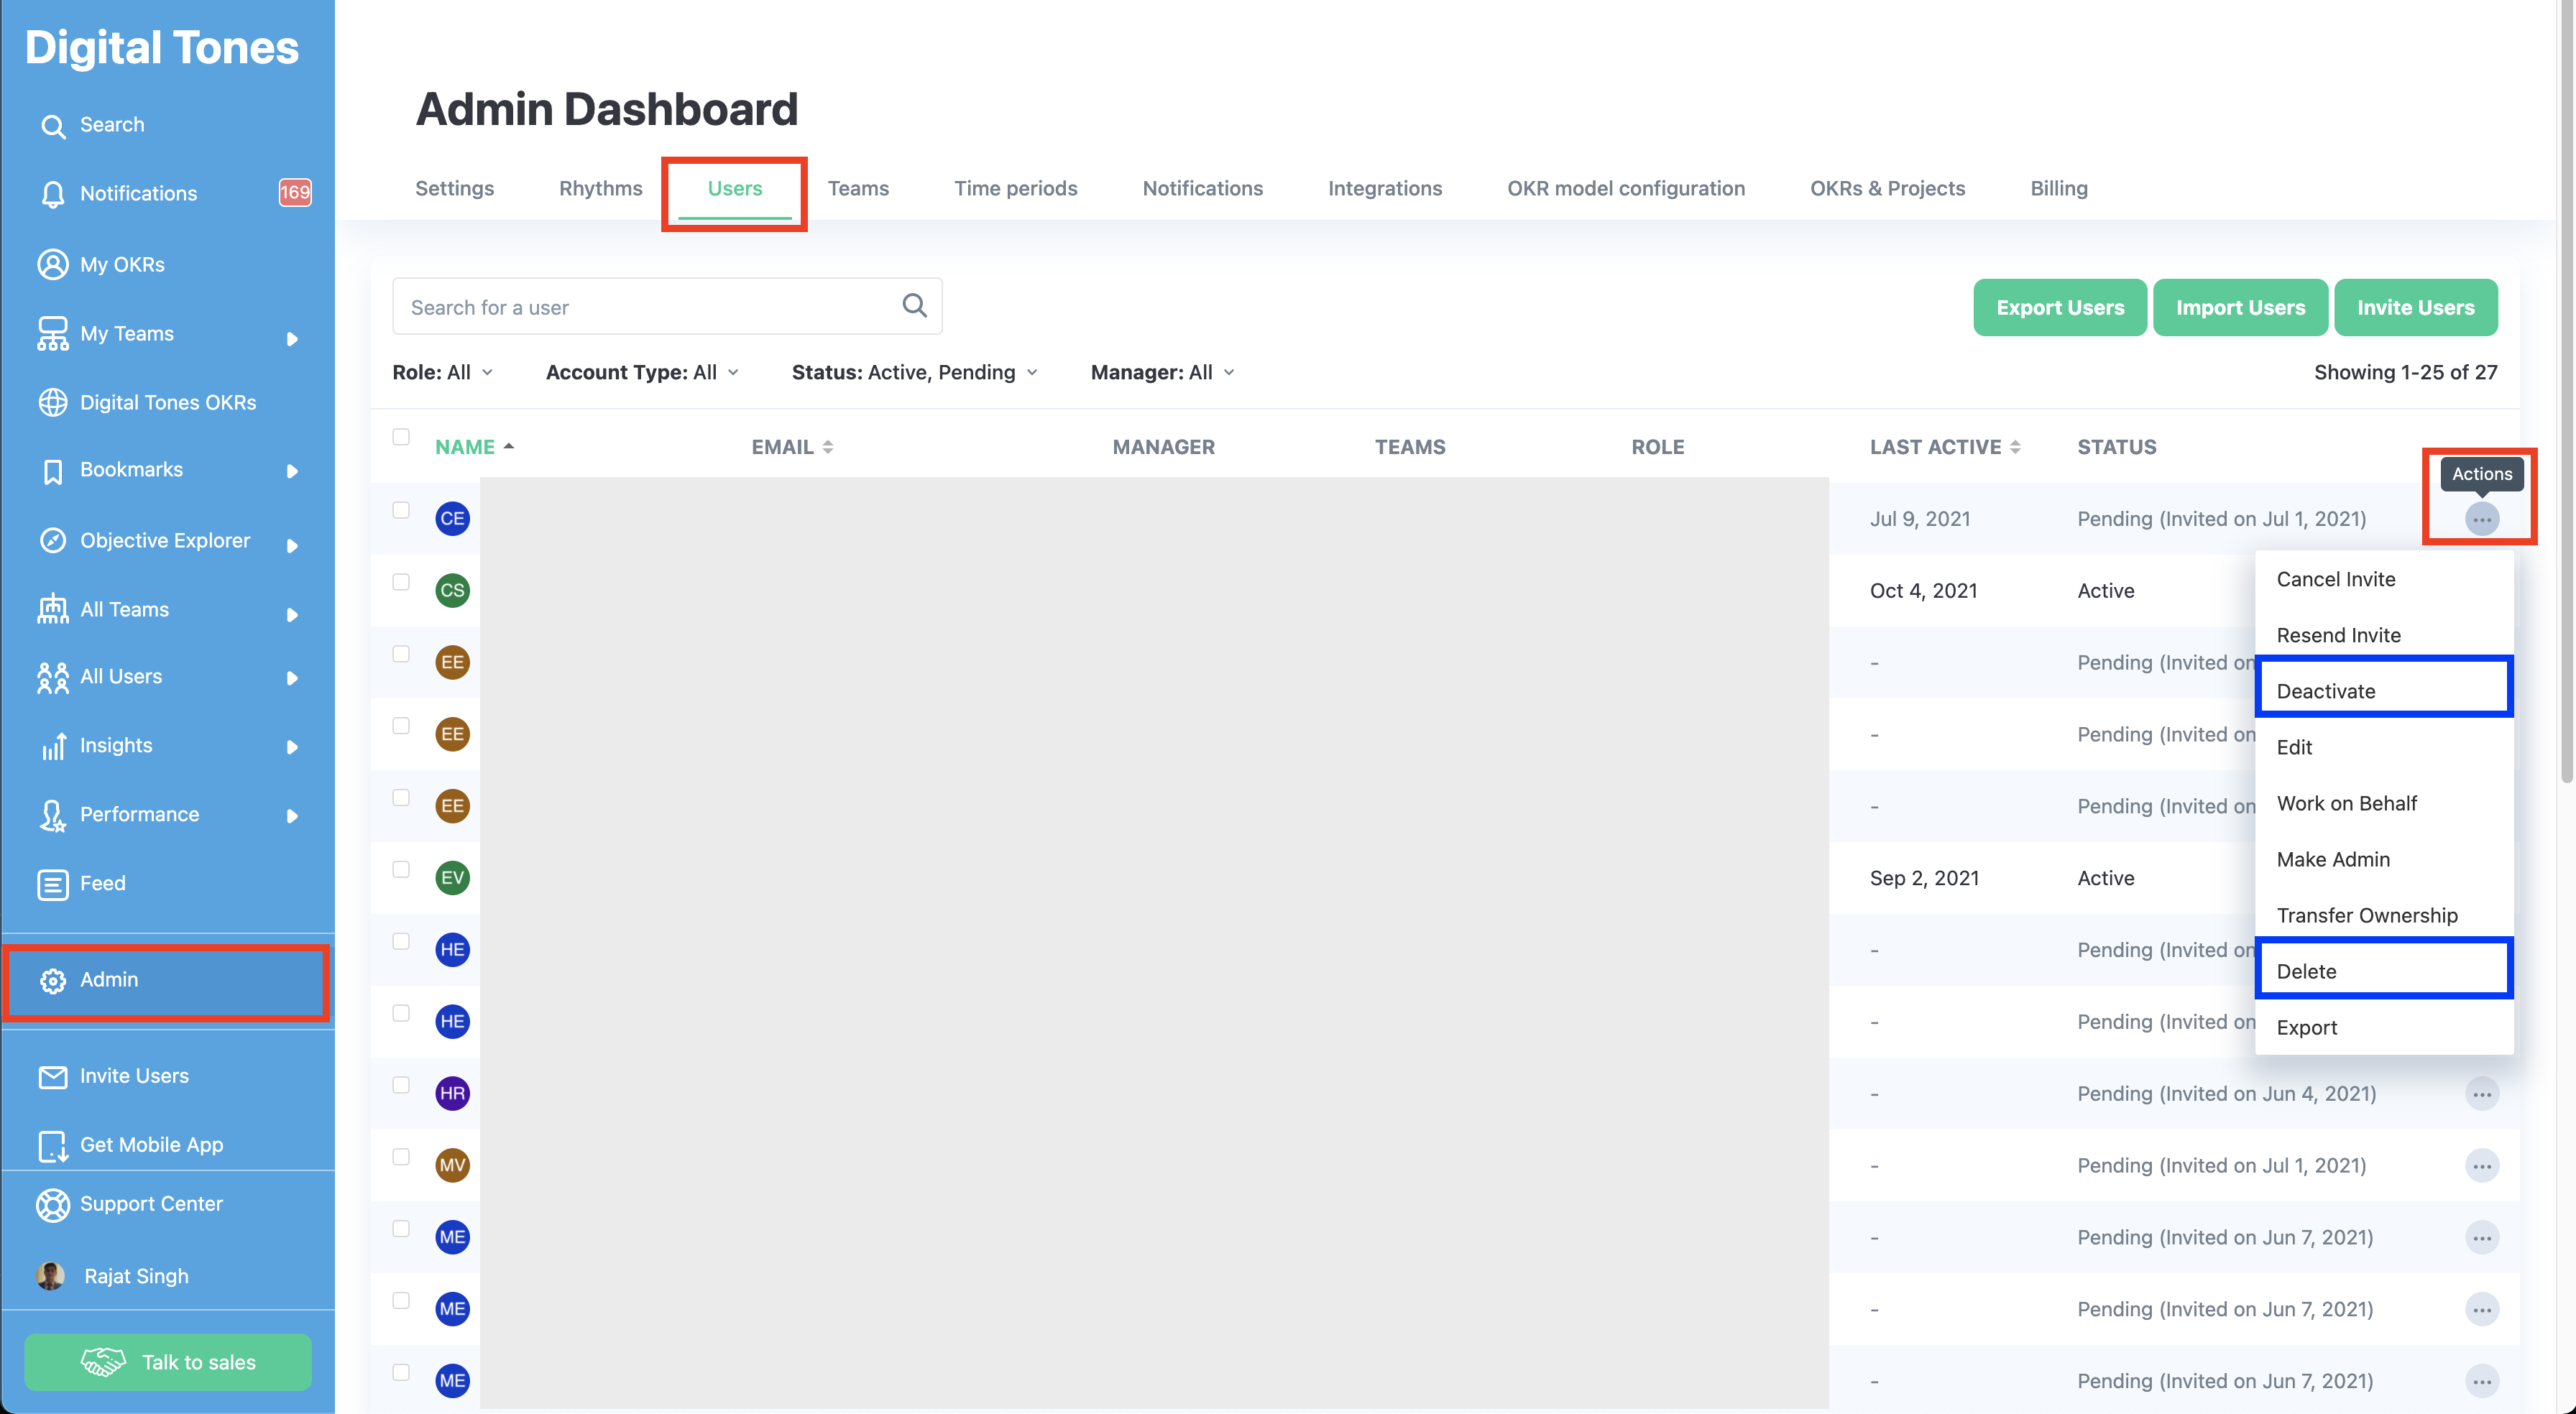 Digital Tones
Search
Notifications 169
My OKRs
My Teams
Digital Tones OKRs
Bookmarks
Objective Explorer
All Teams
All Users
Insights
Performance
Feed
Admin
Invite Users
Get Mobile App
Support Center
Rajat Singh
Talk to sales
Admin Dashboard
Settings Rhythms Users Teams Time periods Notifications Integrations OKR model configuration OKRs & Projects Billing
Search for a user
Export Users Import Users Invite Users
Role: All Account Type: All Status: Active, Pending Manager: All Showing 1-25 of 27
NAME EMAIL MANAGER TEAMS ROLE LAST ACTIVE STATUS
Actions
CE Jul 9, 2021 Pending (Invited on Jul 1, 2021) ...
CS Oct 4, 2021 Active
EE - Pending (Invited on
EE - Pending (Invited on
EE - Pending (Invited on
EV Sep 2, 2021 Active
HE - Pending (Invited on
HE - Pending (Invited on
Cancel Invite
Resend Invite
Deactivate
Edit
Work on Behalf
Make Admin
Transfer Ownership
Delete
Export
HR - Pending (Invited on Jun 4, 2021) ...
MV - Pending (Invited on Jul 1, 2021) ...
ME - Pending (Invited on Jun 7, 2021) ...
ME - Pending (Invited on Jun 7, 2021) ...
ME - Pending (Invited on Jun 7, 2021) ...